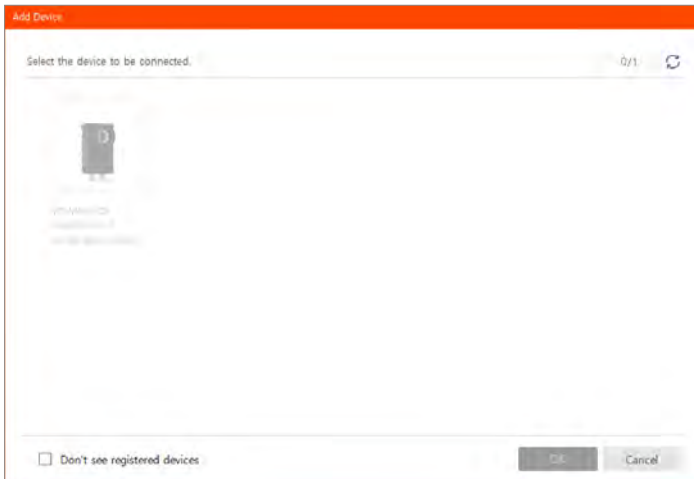 Add Device
Select the device to be connected.
0/1
D
Don't see registered devices
OK
Cancel